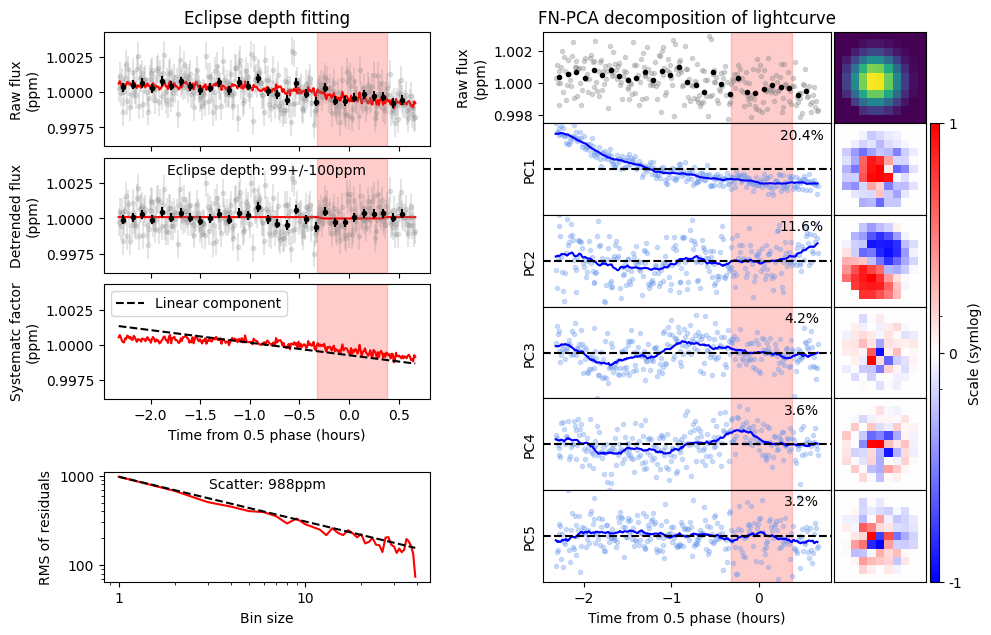 Eclipse depth fitting
Raw flux
(ppm)
1.0025
1.0000
0.9975
Detrended flux
(ppm)
1.0025
1.0000
0.9975
Eclipse depth: 99+/-100ppm
Systematc factor
(ppm)
1.0025
1.0000
0.9975
Linear component
−2.0
−1.5
−1.0
−0.5
0.0
0.5
Time from 0.5 phase (hours)
RMS of residuals
1000
100
Scatter: 988ppm
1
10
Bin size
FN-PCA decomposition of lightcurve
Raw flux
(ppm)
1.002
1.000
0.998
PC1
20.4%
PC2
11.6%
PC3
4.2%
PC4
3.6%
PC5
3.2%
−2
−1
0
Time from 0.5 phase (hours)
1
0
-1
Scale (symlog)